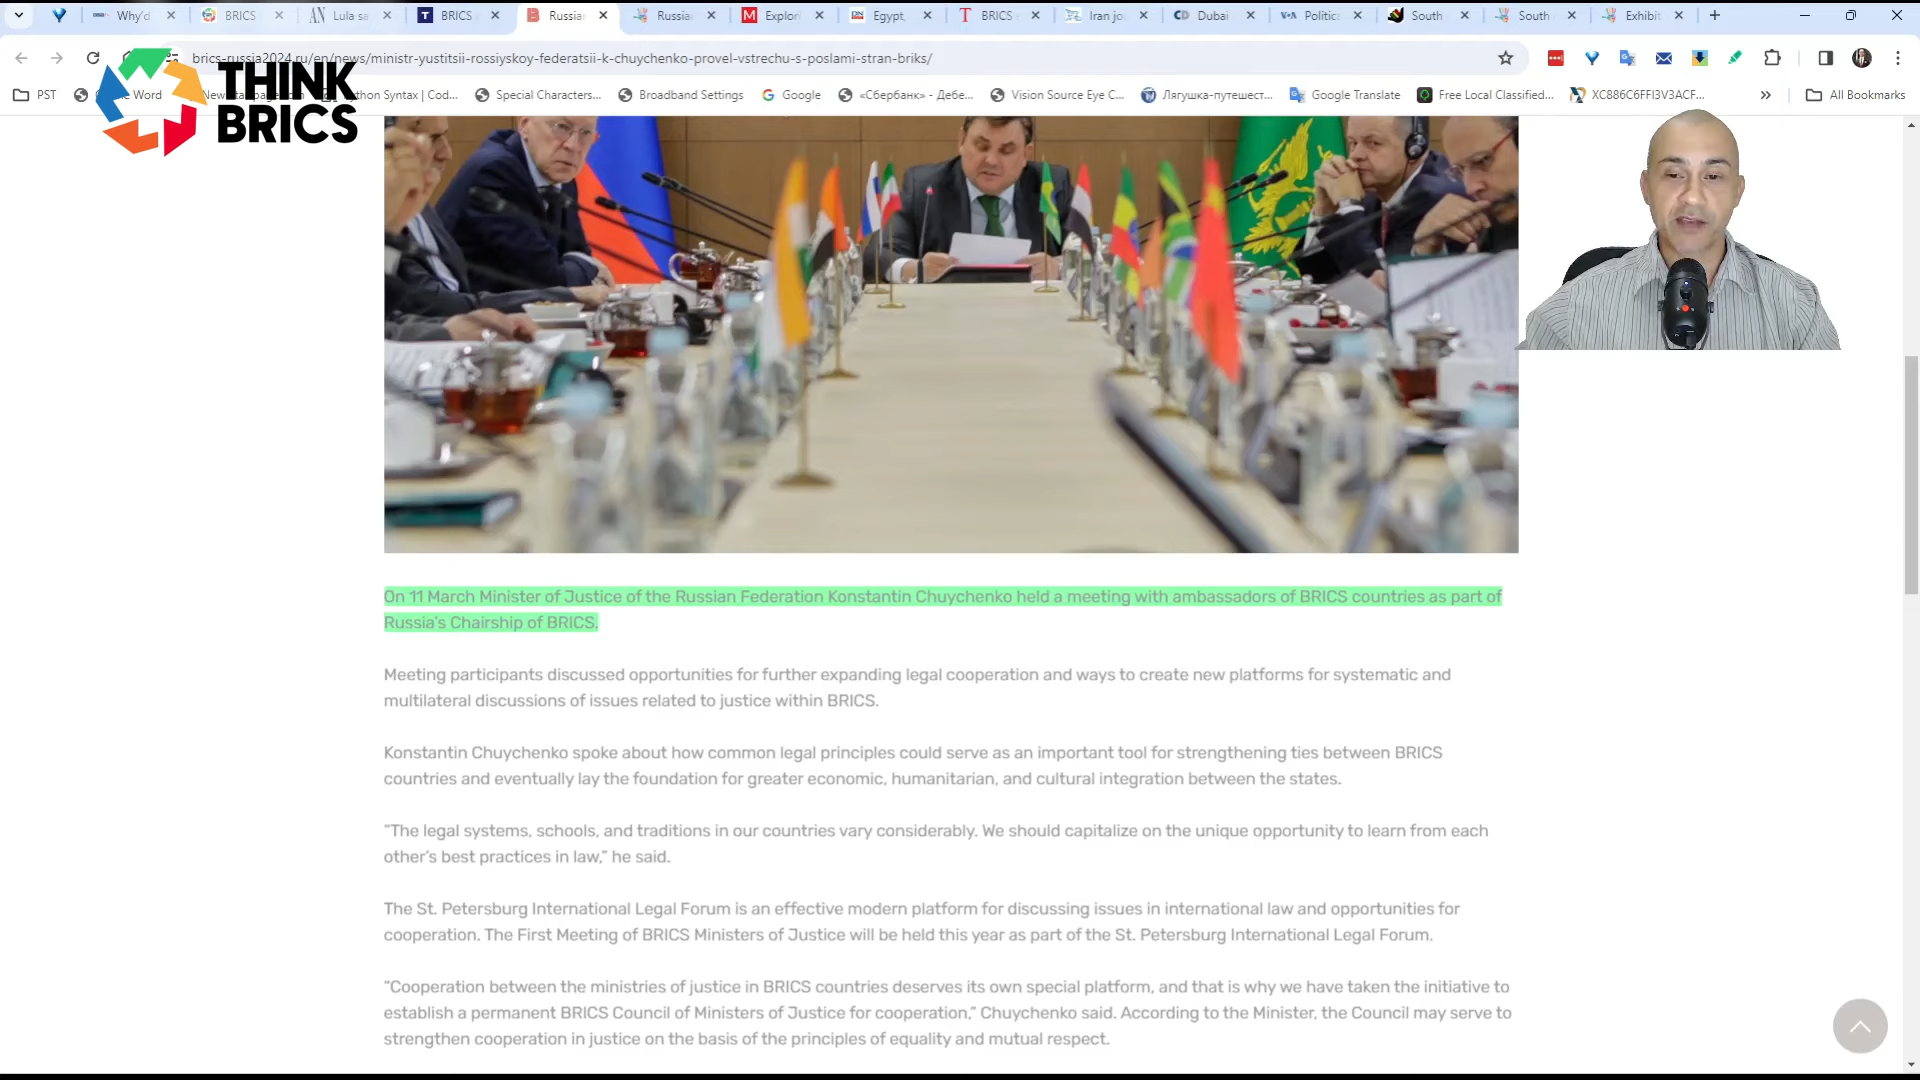 Why'd
BRICS
Lula sa
BRICS
Russia
Russia
Explor
Egypt,
BRICS
Iran jo
Dubai
Politica
South
South
Exhibit
brics-russia2024.ru/en/news/ministr-yustitsii-rossiyskoy-federatsii-k-chuychenko-provel-vstrechu-s-poslami-stran-briks/
PST
Word
Python Syntax | Cod...
Special Characters...
Broadband Settings
Google
«Сбербанк» - Дебе...
Vision Source Eye C...
Лягушка-путешест...
Google Translate
Free Local Classified...
XC886C6FFI3V3ACF...
All Bookmarks
THINK
BRICS
On 11 March Minister of Justice of the Russian Federation Konstantin Chuychenko held a meeting with ambassadors of BRICS countries as part of
Russia's Chairship of BRICS.
Meeting participants discussed opportunities for further expanding legal cooperation and ways to create new platforms for systematic and
multilateral discussions of issues related to justice within BRICS.
Konstantin Chuychenko spoke about how common legal principles could serve as an important tool for strengthening ties between BRICS
countries and eventually lay the foundation for greater economic, humanitarian, and cultural integration between the states.
"The legal systems, schools, and traditions in our countries vary considerably. We should capitalize on the unique opportunity to learn from each
other's best practices in law," he said.
The St. Petersburg International Legal Forum is an effective modern platform for discussing issues in international law and opportunities for
cooperation. The First Meeting of BRICS Ministers of Justice will be held this year as part of the St. Petersburg International Legal Forum.
"Cooperation between the ministries of justice in BRICS countries deserves its own special platform, and that is why we have taken the initiative to
establish a permanent BRICS Council of Ministers of Justice for cooperation," Chuychenko said. According to the Minister, the Council may serve to
strengthen cooperation in justice on the basis of the principles of equality and mutual respect.